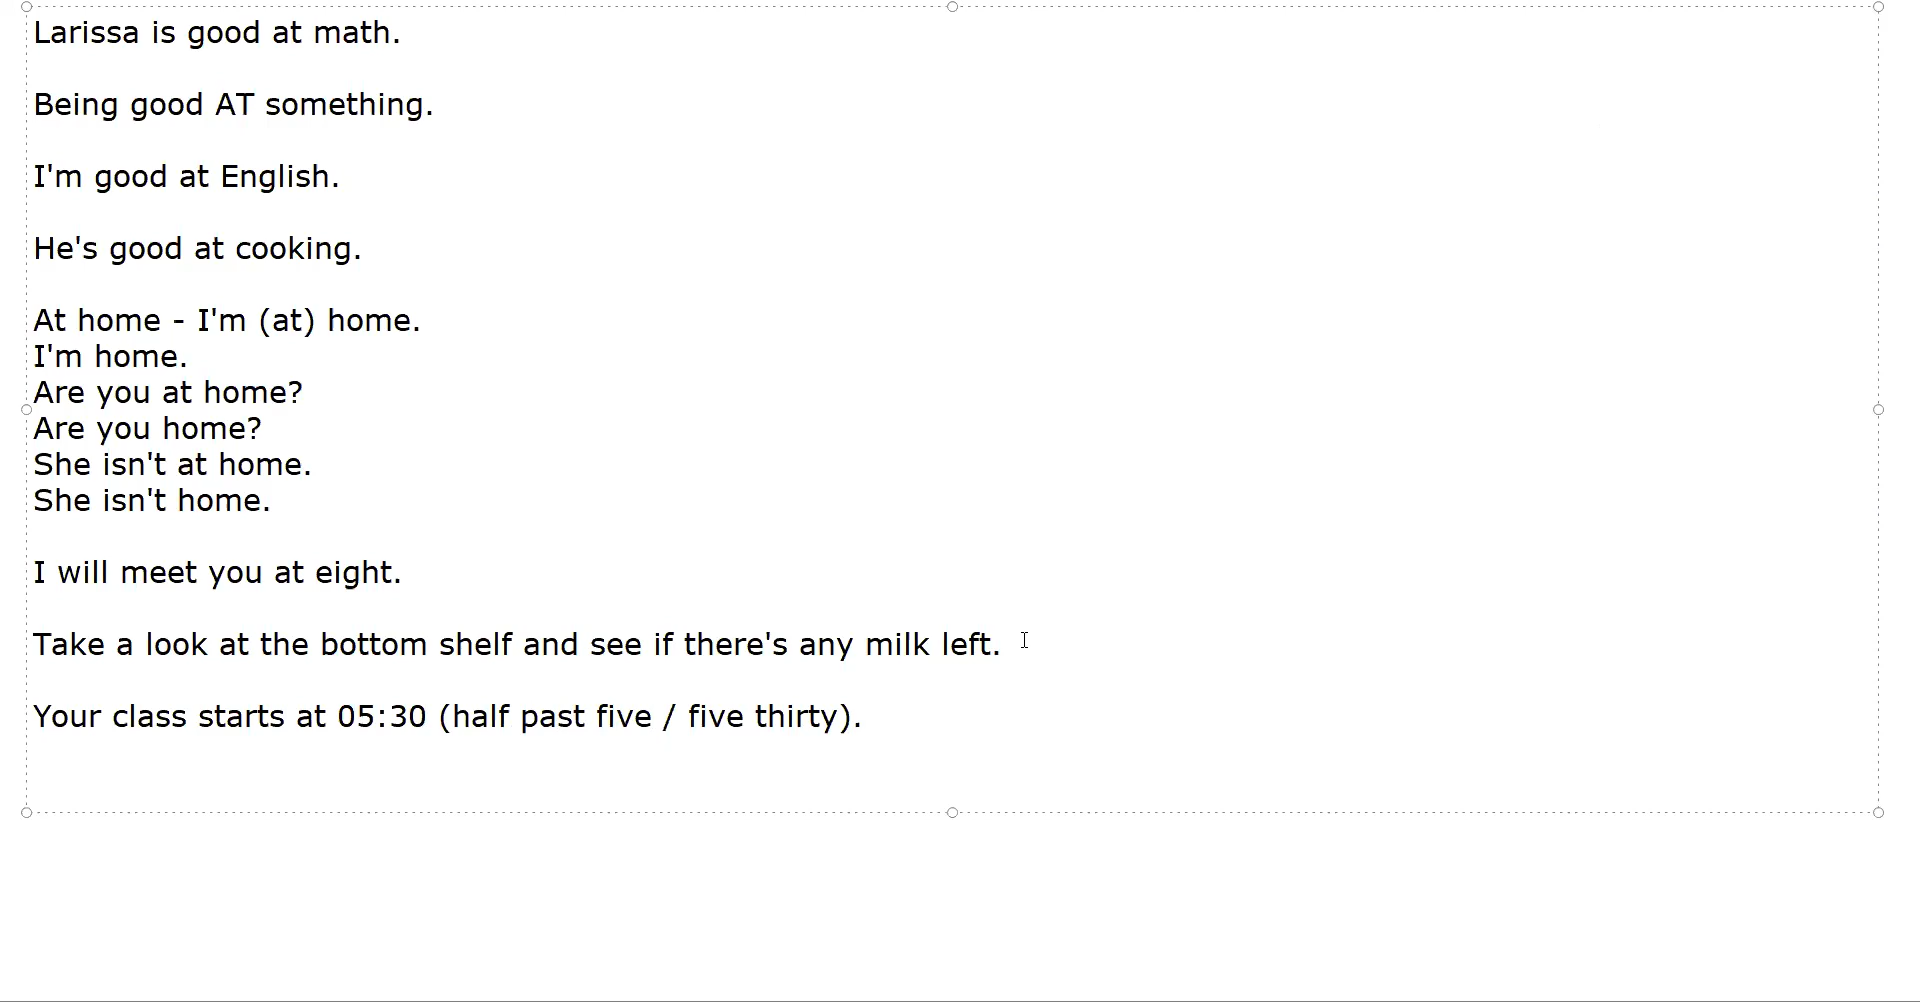 Larissa is good at math.
Being good AT something.
I'm good at English.
He's good at cooking.
At home - I'm (at) home.
I'm home.
Are you at home?
Are you home?
She isn't at home.
She isn't home.
I will meet you at eight.
Take a look at the bottom shelf and see if there's any milk left.
Your class starts at 05:30 (half past five / five thirty).